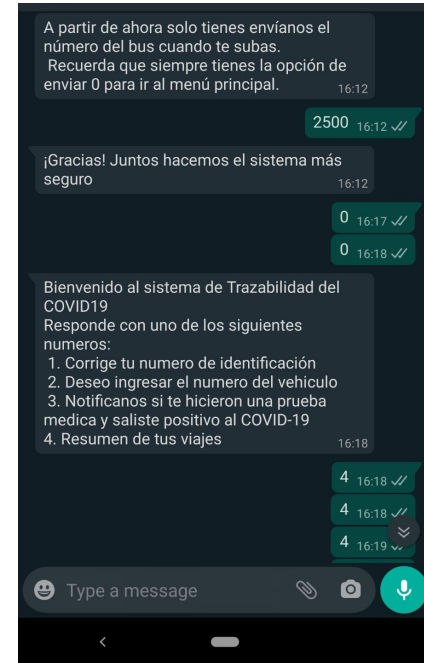 A partir de ahora solo tienes envíanos el
número del bus cuando te subas.
Recuerda que siempre tienes la opción de
enviar 0 para ir al menú principal.
16:12
2500 16:12
¡Gracias! Juntos hacemos el sistema más
seguro
16:12
0 16:17
0 16:18
Bienvenido al sistema de Trazabilidad del
COVID19
Responde con uno de los siguientes
numeros:
1. Corrige tu numero de identificación
2. Deseo ingresar el numero del vehiculo
3. Notificanos si te hicieron una prueba
medica y saliste positivo al COVID-19
4. Resumen de tus viajes
16:18
4 16:18
4 16:18
4 16:19
Type a message